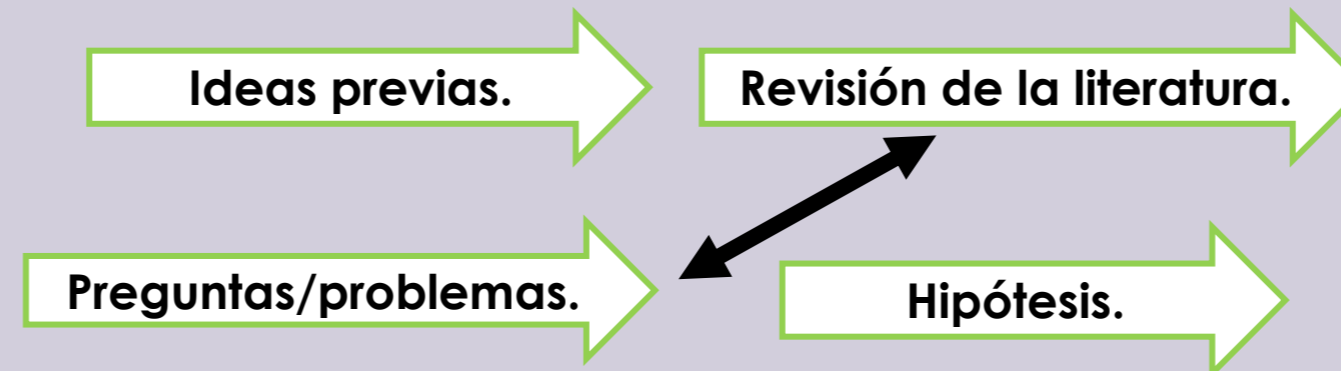 Ideas previas.
Revisión de la literatura.
Preguntas/problemas.
Hipótesis.